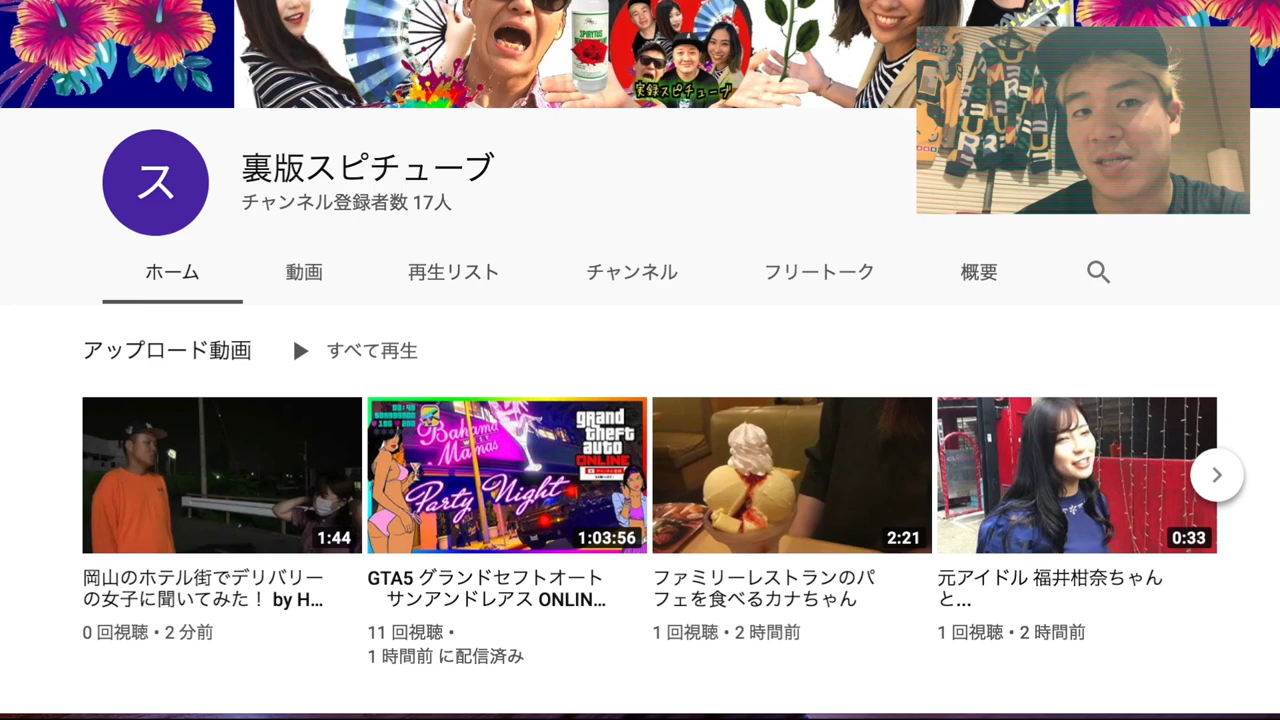 SPIRYTUS
実録スピチューブ
ス
裏版スピチューブ
チャンネル登録者数 17人
ホーム
動画
再生リスト
チャンネル
フリートーク
概要
アップロード動画
すべて再生
1:44
Bahama
Mamas
Party Night
grand
theft
auto
ONLINE
1:03:56
2:21
0:33
岡山のホテル街でデリバリー
の女子に聞いてみた！ by H...
0 回視聴・2 分前
GTA5 グランドセフトオート
サンアンドレアス ONLIN...
11 回視聴・
1 時間前 に配信済み
ファミリーレストランのパ
フェを食べるカナちゃん
1 回視聴・2 時間前
元アイドル 福井柑奈ちゃん
と...
1 回視聴・2 時間前